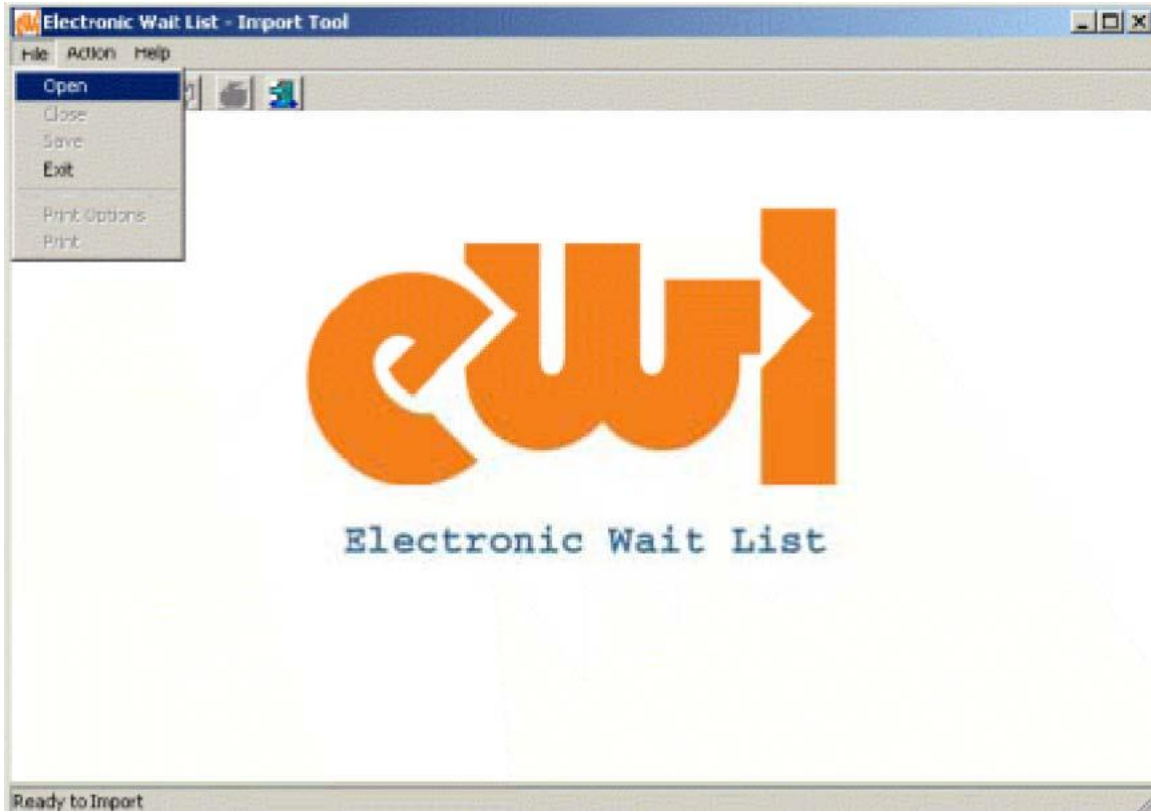 Electronic Wait List - Import Tool
File Action Help
Open
Close
Save
Exit
Print Options
Print
ewl
Electronic Wait List
Ready to Import